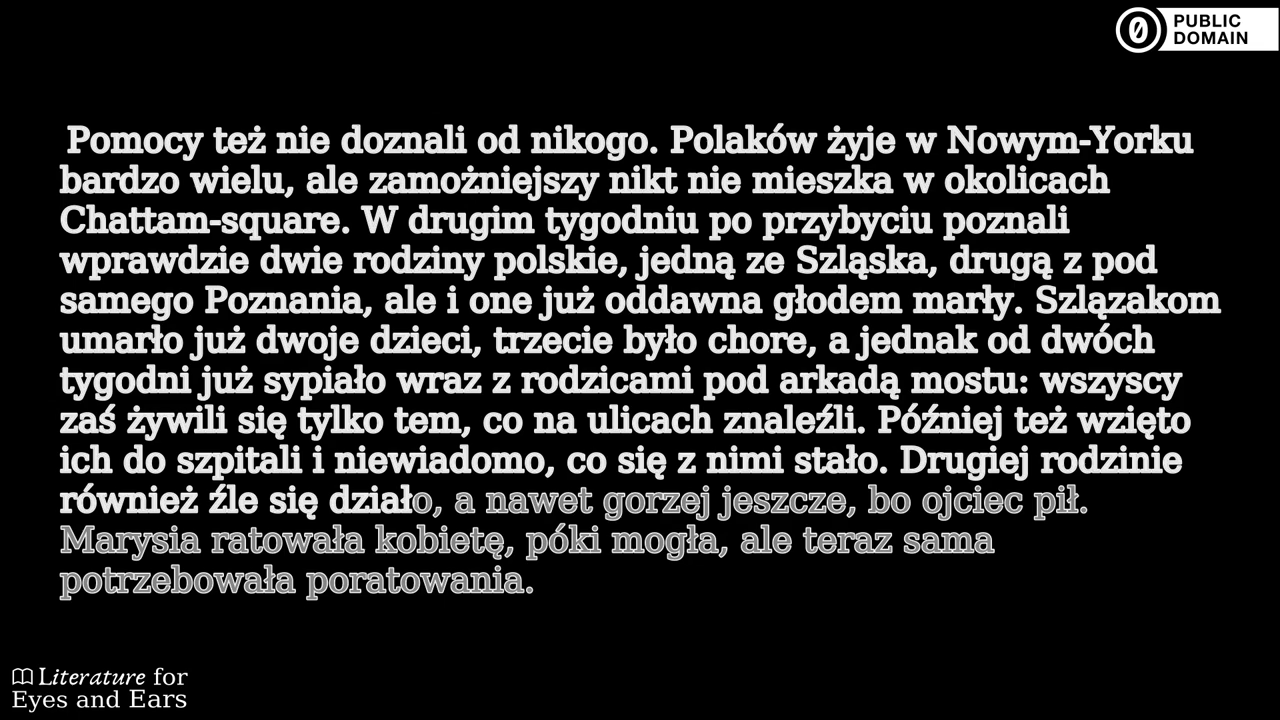 PUBLIC
DOMAIN
Pomocy też nie doznali od nikogo. Polaków żyje w Nowym-Yorku
bardzo wielu, ale zamożniejszy nikt nie mieszka w okolicach
Chattam-square. W drugim tygodniu po przybyciu poznali
wprawdzie dwie rodziny polskie, jedną ze Szląska, drugą z pod
samego Poznania, ale i one już oddawna głodem marły. Szlązakom
umarło już dwoje dzieci, trzecie było chore, a jednak od dwóch
tygodni już sypiało wraz z rodzicami pod arkadą mostu: wszyscy
zaś żywili się tylko tem, co na ulicach znaleźli. Później też wzięto
ich do szpitali i niewiadomo, co się z nimi stało. Drugiej rodzinie
również źle się działo, a nawet gorzej jeszcze, bo ojciec pił.
Marysia ratowała kobietę, póki mogła, ale teraz sama
potrzebowała poratowania.
Literature for
Eyes and Ears